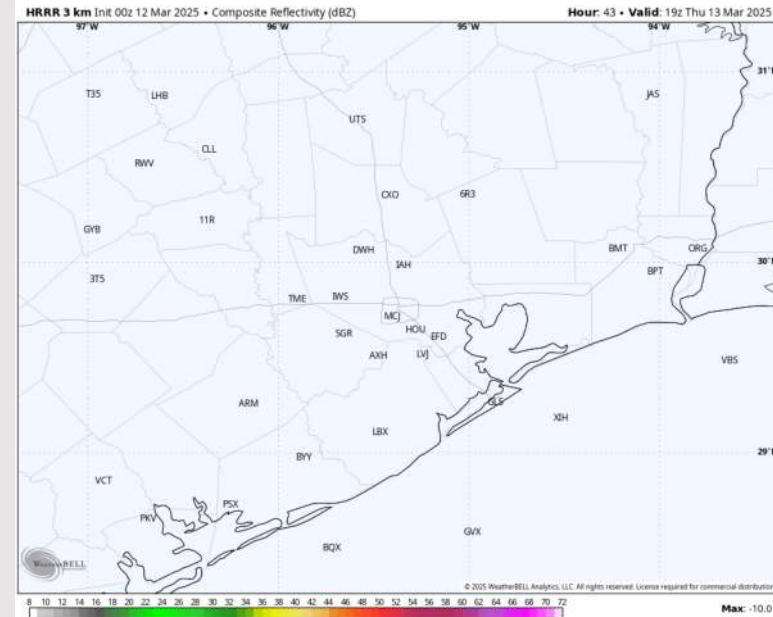 HRRR 3 km Init 00z 12 Mar 2025 • Composite Reflectivity (dBZ) Hour: 43 • Valid: 19z Thu 13 Mar 2025
97°W 96°W 95°W 94°W
31°
T35 LHB JAS
UTS
CLL
RWV
CXO 6R3
11R
GYB
DWH BMT ORG
30°
IAH
BPT
3T5
TME IWS
MCJ
HOU
SGR EFD
AXH LVJ
VBS
ARM GLS
XIH
LBX
29°
BYY
VCT
PSX
PKV
GVX
BQX
WeatherBELL
© 2025 WeatherBELL Analytics, LLC. All rights reserved. License required for commercial distribution
8 10 12 14 16 18 20 22 24 26 28 30 32 34 36 38 40 42 44 46 48 50 52 54 56 58 60 62 64 66 68 70 72
Max: -10.0